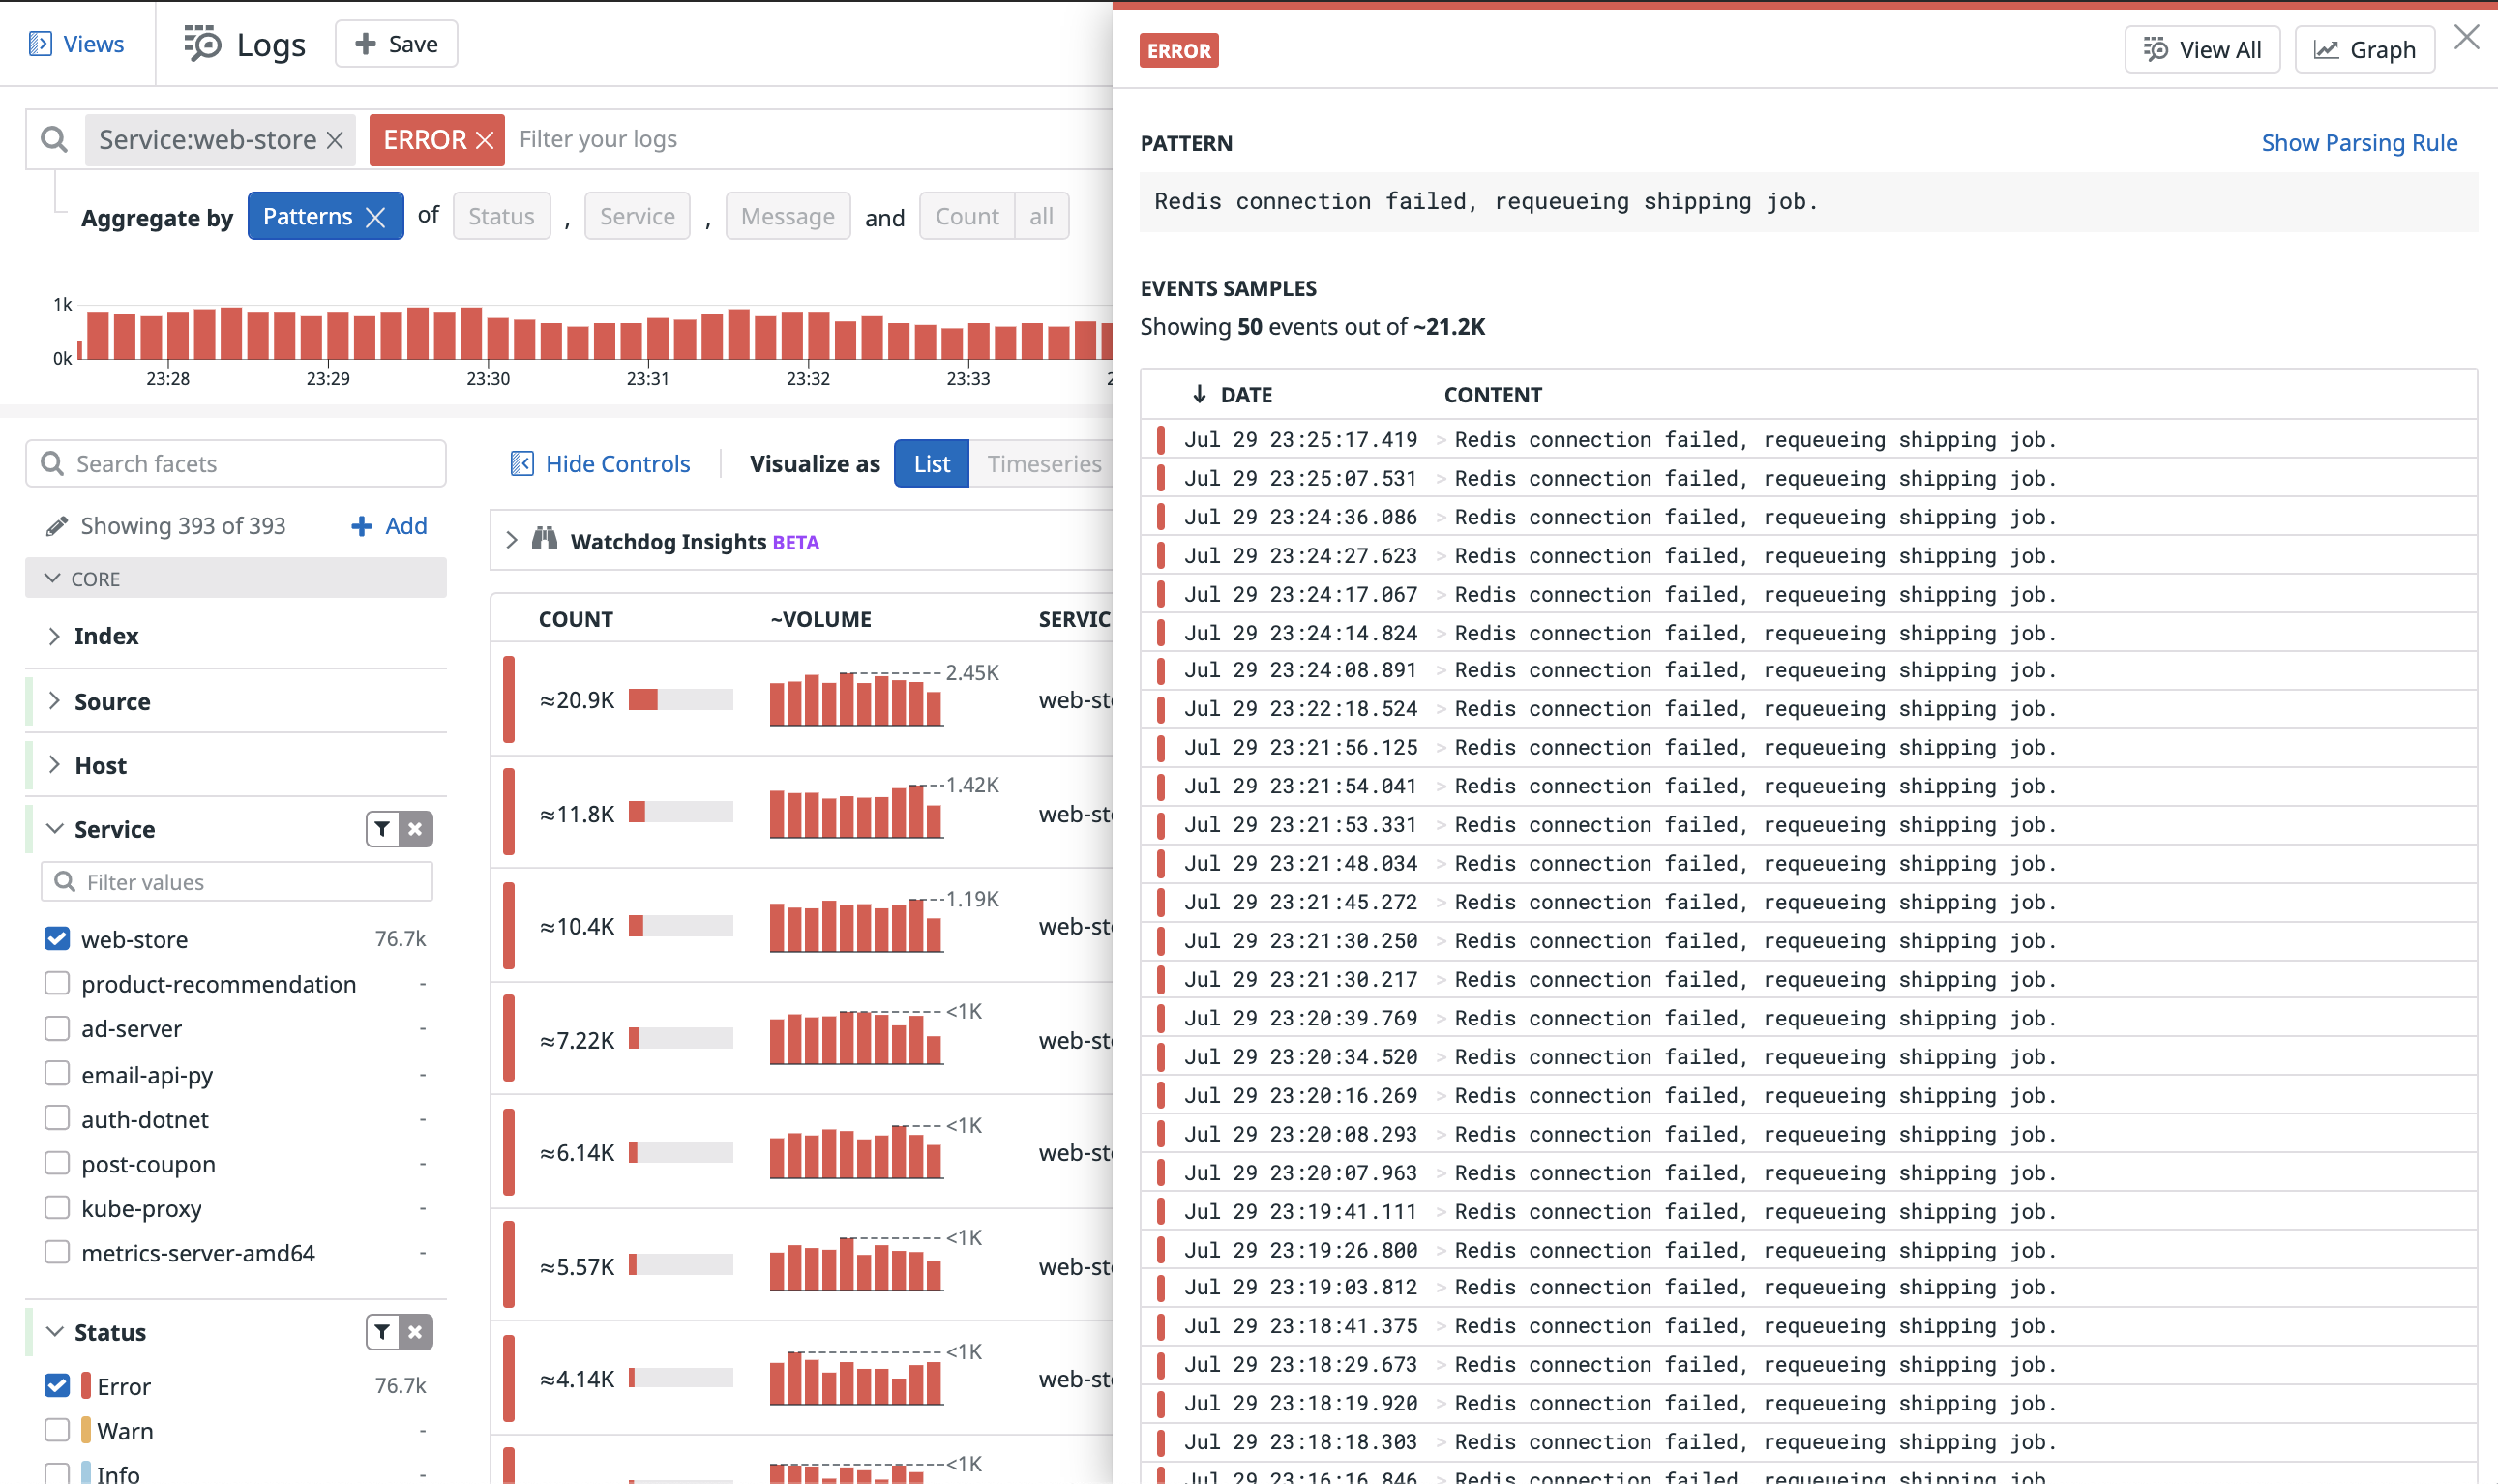 Views
Logs
Save
Service:web-store
ERROR
Filter your logs
Aggregate by Patterns of Status , Service , Message and Count all
1k
0k
23:28 23:29 23:30 23:31 23:32 23:33
Search facets
Showing 393 of 393 Add
CORE
Index
Source
Host
Service
Filter values
web-store 76.7k
product-recommendation -
ad-server -
email-api-py -
auth-dotnet -
post-coupon -
kube-proxy -
metrics-server-amd64 -
Status
Error 76.7k
Warn -
Info -
Hide Controls
Visualize as List Timeseries
Watchdog Insights BETA
COUNT ~VOLUME SERVIC
≈20.9K 2.45K web-st
≈11.8K 1.42K web-st
≈10.4K 1.19K web-st
≈7.22K <1K web-st
≈6.14K <1K web-st
≈5.57K <1K web-st
≈4.14K <1K web-st
<1K
ERROR
View All
Graph
PATTERN
Show Parsing Rule
Redis connection failed, requeueing shipping job.
EVENTS SAMPLES
Showing 50 events out of ~21.2K
DATE CONTENT
Jul 29 23:25:17.419 > Redis connection failed, requeueing shipping job.
Jul 29 23:25:07.531 > Redis connection failed, requeueing shipping job.
Jul 29 23:24:36.086 > Redis connection failed, requeueing shipping job.
Jul 29 23:24:27.623 > Redis connection failed, requeueing shipping job.
Jul 29 23:24:17.067 > Redis connection failed, requeueing shipping job.
Jul 29 23:24:14.824 > Redis connection failed, requeueing shipping job.
Jul 29 23:24:08.891 > Redis connection failed, requeueing shipping job.
Jul 29 23:22:18.524 > Redis connection failed, requeueing shipping job.
Jul 29 23:21:56.125 > Redis connection failed, requeueing shipping job.
Jul 29 23:21:54.041 > Redis connection failed, requeueing shipping job.
Jul 29 23:21:53.331 > Redis connection failed, requeueing shipping job.
Jul 29 23:21:48.034 > Redis connection failed, requeueing shipping job.
Jul 29 23:21:45.272 > Redis connection failed, requeueing shipping job.
Jul 29 23:21:30.250 > Redis connection failed, requeueing shipping job.
Jul 29 23:21:30.217 > Redis connection failed, requeueing shipping job.
Jul 29 23:20:39.769 > Redis connection failed, requeueing shipping job.
Jul 29 23:20:34.520 > Redis connection failed, requeueing shipping job.
Jul 29 23:20:16.269 > Redis connection failed, requeueing shipping job.
Jul 29 23:20:08.293 > Redis connection failed, requeueing shipping job.
Jul 29 23:20:07.963 > Redis connection failed, requeueing shipping job.
Jul 29 23:19:41.111 > Redis connection failed, requeueing shipping job.
Jul 29 23:19:26.800 > Redis connection failed, requeueing shipping job.
Jul 29 23:19:03.812 > Redis connection failed, requeueing shipping job.
Jul 29 23:18:41.375 > Redis connection failed, requeueing shipping job.
Jul 29 23:18:29.673 > Redis connection failed, requeueing shipping job.
Jul 29 23:18:19.920 > Redis connection failed, requeueing shipping job.
Jul 29 23:18:18.303 > Redis connection failed, requeueing shipping job.
Jul 29 23:16:16.846 > Redis connection failed, requeueing shipping job.